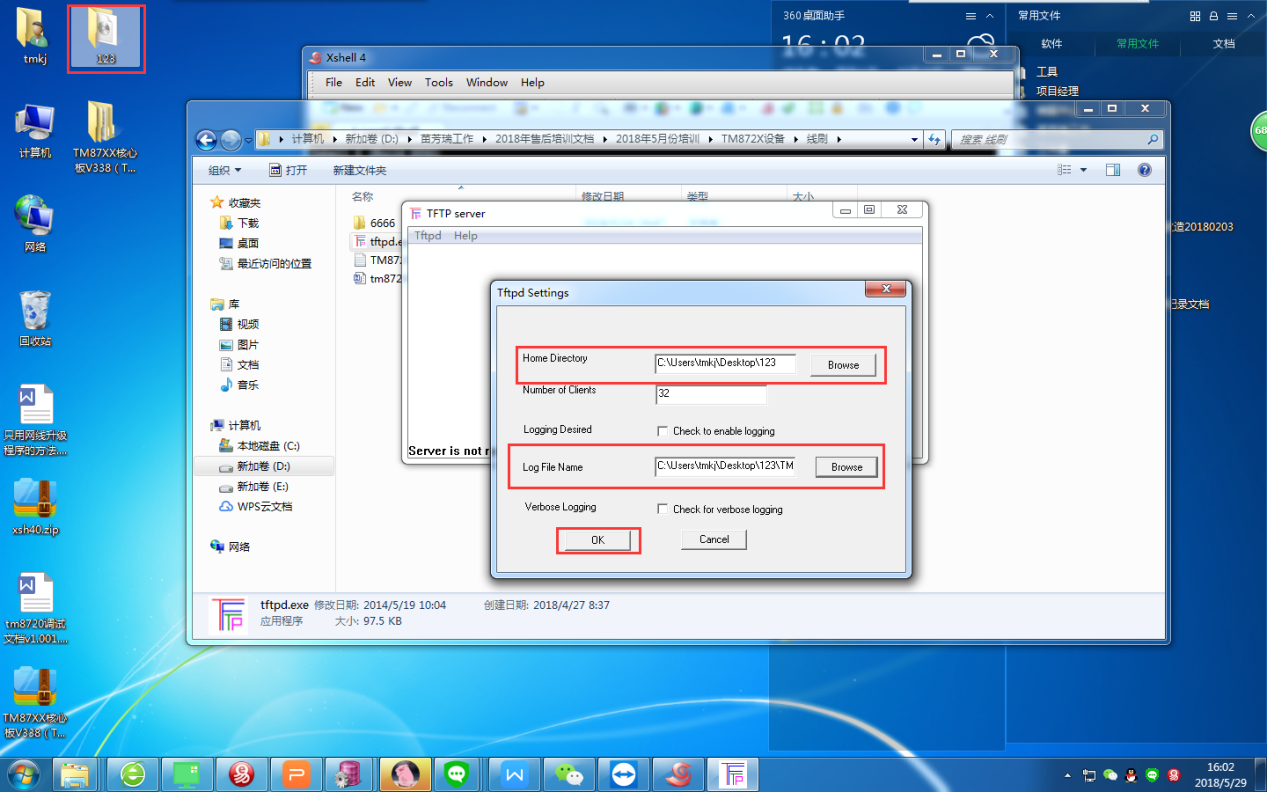 tmkj
123
计算机
TM87XX核心
板V338 ( T...
网络
回收站
只用网线升级
程序的方法....
xsh40.zip
tm8720调试
文档v1.001....
TM87XX核心
板V338 ( T...
360桌面助手
16:02
常用文件
软件
常用文件
文档
工具
项目经理
造20180203
记录文档
Xshell 4
File Edit View Tools Window Help
计算机 新加卷 (D:) 苗芳瑞工作 2018年售后培训文档 2018年5月份培训 TM872X设备 线刷
搜索 线刷
组织 打开 新建文件夹
收藏夹
下载
桌面
最近访问的位置
库
视频
图片
文档
音乐
计算机
本地磁盘 (C:)
新加卷 (D:)
新加卷 (E:)
WPS云文档
网络
名称 修改日期 类型 大小
6666
tftpd.e
TM87
tm872
TFTP server
Tftpd Help
Server is not r
Tftpd Settings
Home Directory C:\Users\tmkj\Desktop\123 Browse
Number of Clients 32
Logging Desired Check to enable logging
Log File Name C:\Users\tmkj\Desktop\123\TM Browse
Verbose Logging Check for verbose logging
OK Cancel
tftpd.exe 修改日期: 2014/5/19 10:04 创建日期: 2018/4/27 8:37
应用程序 大小: 97.5 KB
68
16:02
2018/5/29